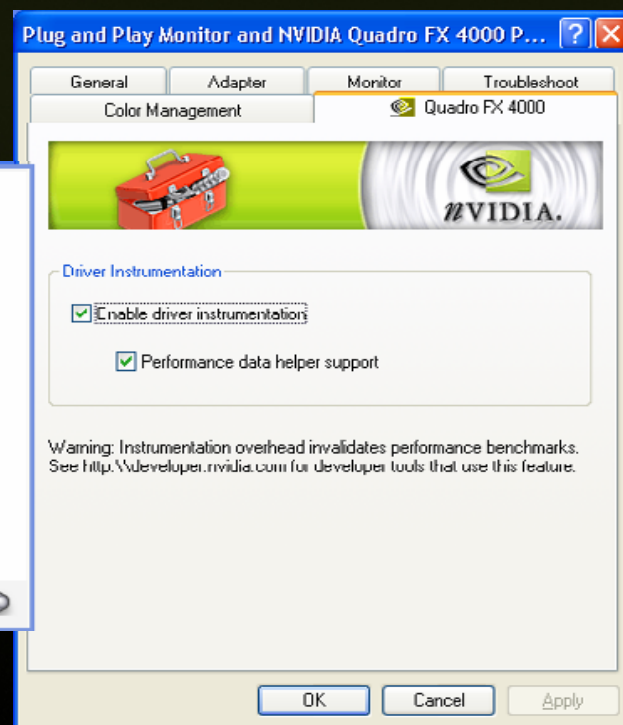 Plug and Play Monitor and NVIDIA Quadro FX 4000 P...
General Adapter Monitor Troubleshoot
Color Management Quadro FX 4000
nVIDIA.
Driver Instrumentation
Enable driver instrumentation
Performance data helper support
Warning: Instrumentation overhead invalidates performance benchmarks.
See http:\\developer.nvidia.com for developer tools that use this feature.
OK Cancel Apply